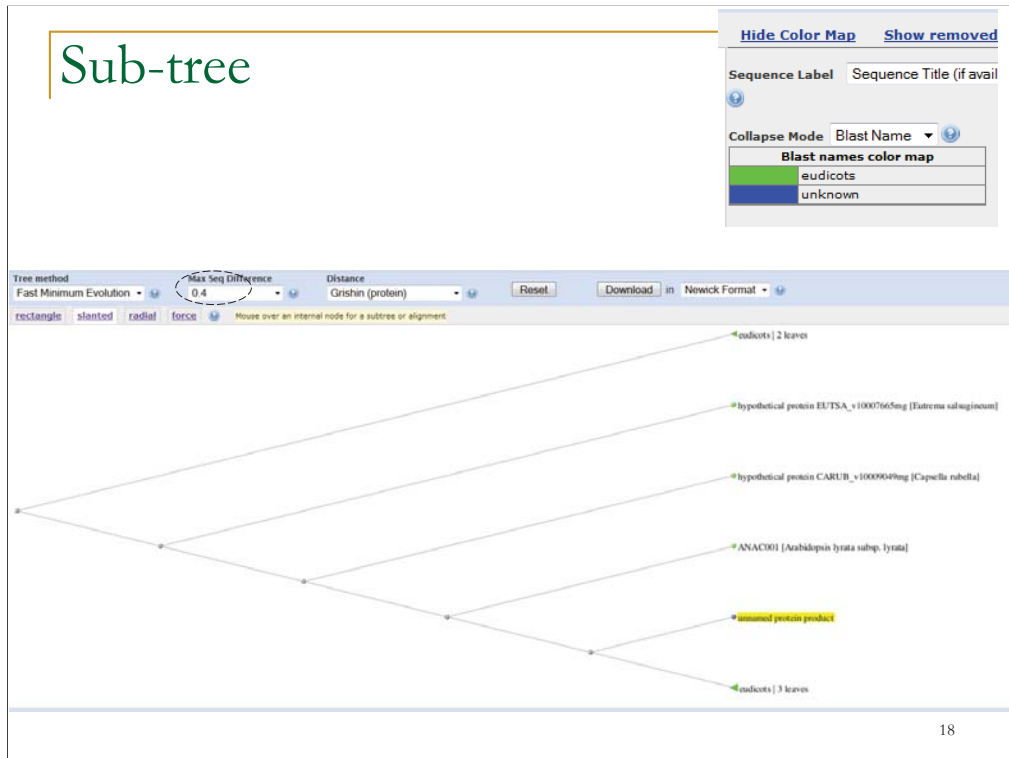 Sub-tree
Hide Color Map Show removed
Sequence Label Sequence Title (if avail
Collapse Mode Blast Name
Blast names color map
eudicots
unknown
Tree method Max Seq Difference Distance
Fast Minimum Evolution 0.4 Grishin (protein) Reset Download in Newick Format
rectangle slanted radial force Mouse over an internal node for a subtree or alignment
eudicots | 2 leaves
hypothetical protein EUTSA_v10007665mg [Eutrema salsugineum]
hypothetical protein CARUB_v10009049mg [Capsella rubella]
ANAC001 [Arabidopsis lyrata subsp. lyrata]
unnamed protein product
eudicots | 3 leaves
18